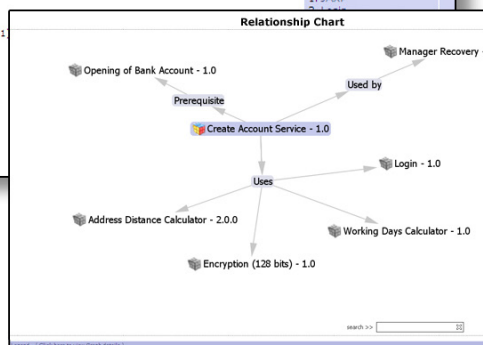 Relationship Chart
Manager Recovery -
Opening of Bank Account - 1.0
Used by
Prerequisite
Create Account Service - 1.0
Login - 1.0
Uses
Address Distance Calculator - 2.0.0
Working Days Calculator - 1.0
Encryption (128 bits) - 1.0
search >>